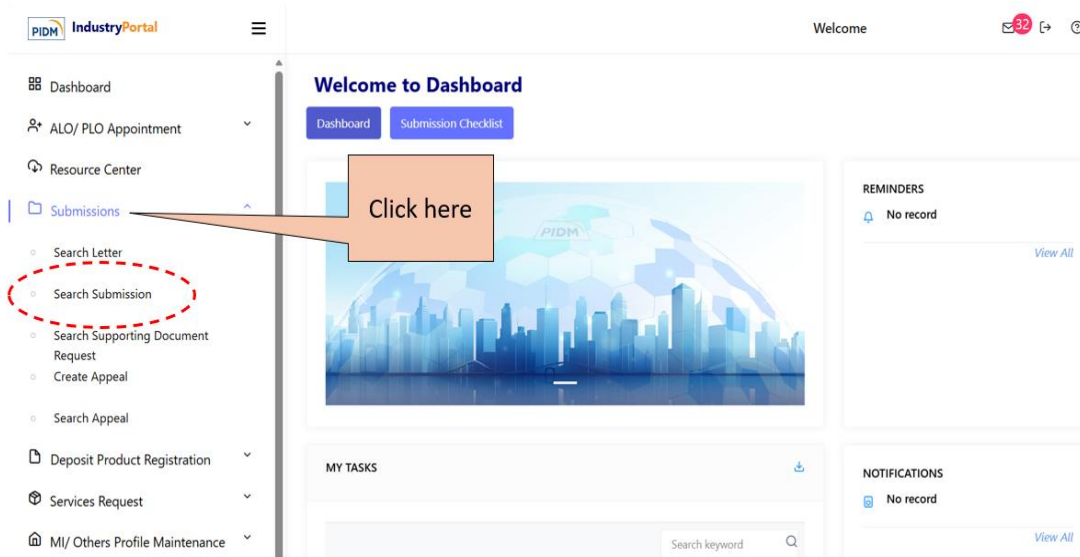 PIDM IndustryPortal
Welcome
32
Dashboard
ALO/ PLO Appointment
Resource Center
Submissions
Search Letter
Search Submission
Search Supporting Document
Request
Create Appeal
Search Appeal
Deposit Product Registration
Services Request
MI/ Others Profile Maintenance
Welcome to Dashboard
Dashboard
Submission Checklist
Click here
PIDM
REMINDERS
No record
View All
MY TASKS
Search keyword
NOTIFICATIONS
No record
View All